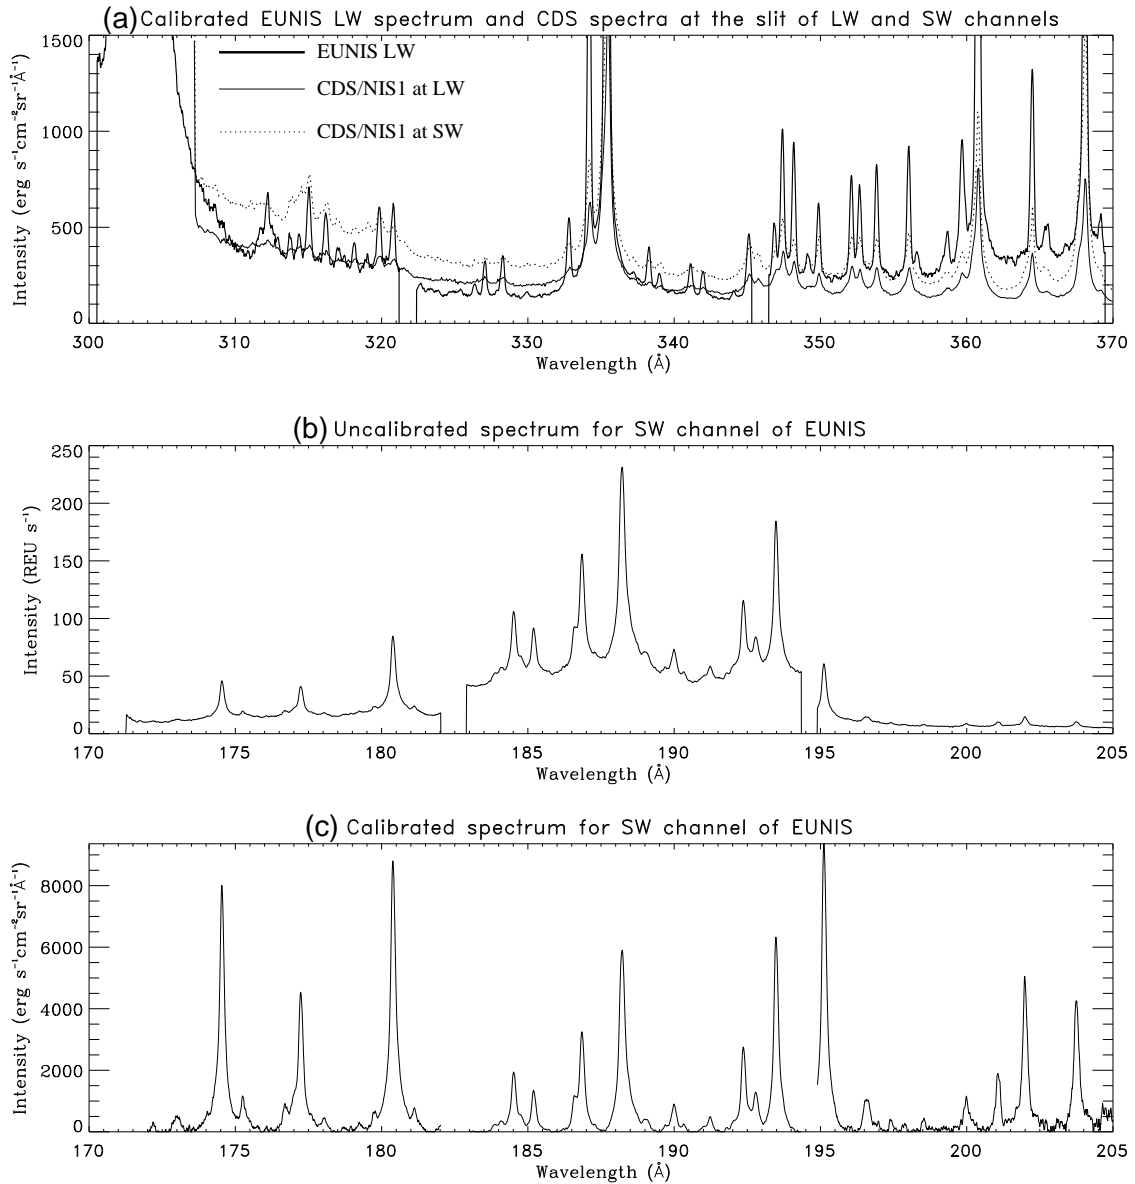 (a) Calibrated EUNIS LW spectrum and CDS spectra at the slit of LW and SW channels
EUNIS LW
CDS/NIS1 at LW
CDS/NIS1 at SW
Intensity (erg s⁻¹cm⁻²sr⁻¹Å⁻¹)
1500
1000
500
0
300 310 320 330 340 350 360 370
Wavelength (Å)
(b) Uncalibrated spectrum for SW channel of EUNIS
Intensity (REU s⁻¹)
250
200
150
100
50
0
170 175 180 185 190 195 200 205
Wavelength (Å)
(c) Calibrated spectrum for SW channel of EUNIS
Intensity (erg s⁻¹cm⁻²sr⁻¹Å⁻¹)
8000
6000
4000
2000
0
170 175 180 185 190 195 200 205
Wavelength (Å)